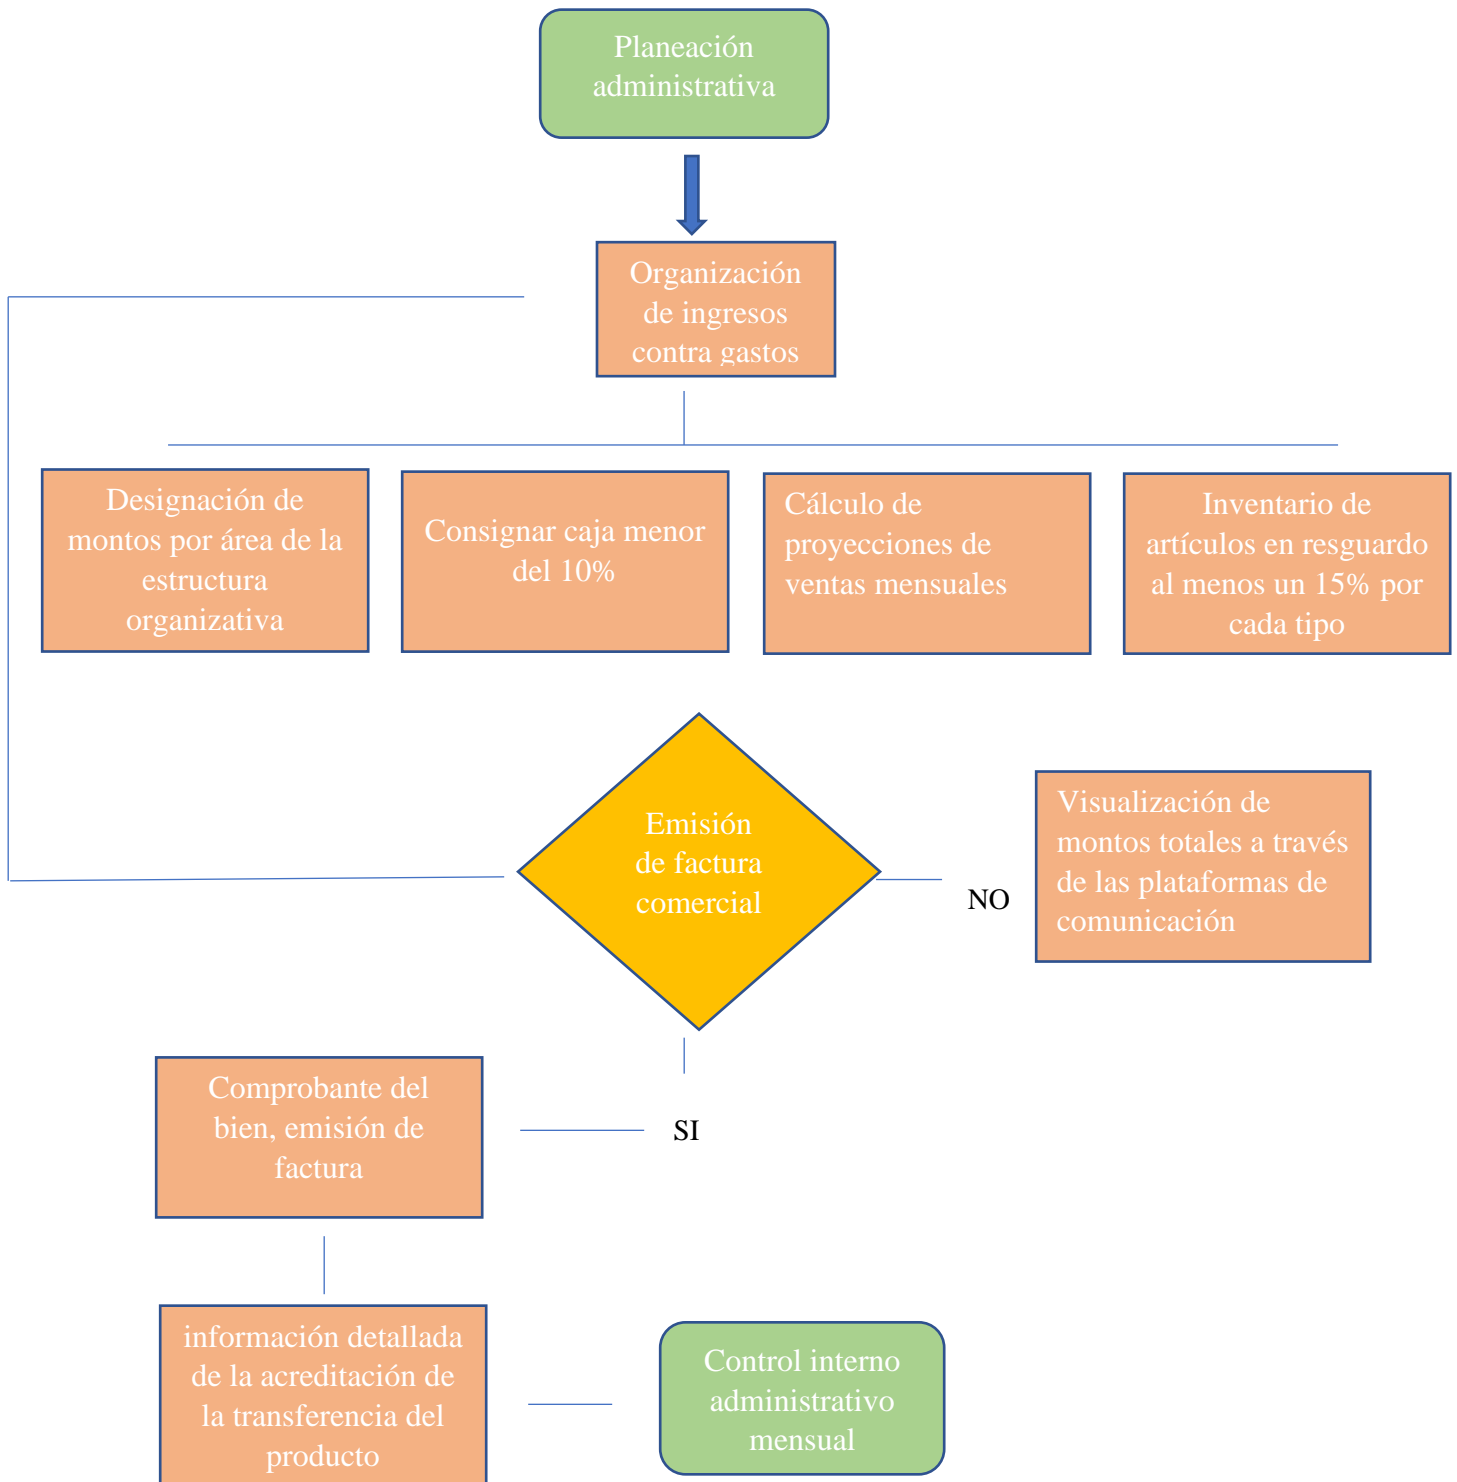 Planeación
administrativa
Organización
de ingresos
contra gastos
Designación de
montos por área de la
estructura
organizativa
Consignar caja menor
del 10%
Cálculo de
proyecciones de
ventas mensuales
Inventario de
artículos en resguardo
al menos un 15% por
cada tipo
Emisión
de factura
comercial
NO
Visualización de
montos totales a través
de las plataformas de
comunicación
SI
Comprobante del
bien, emisión de
factura
información detallada
de la acreditación de
la transferencia del
producto
Control interno
administrativo
mensual